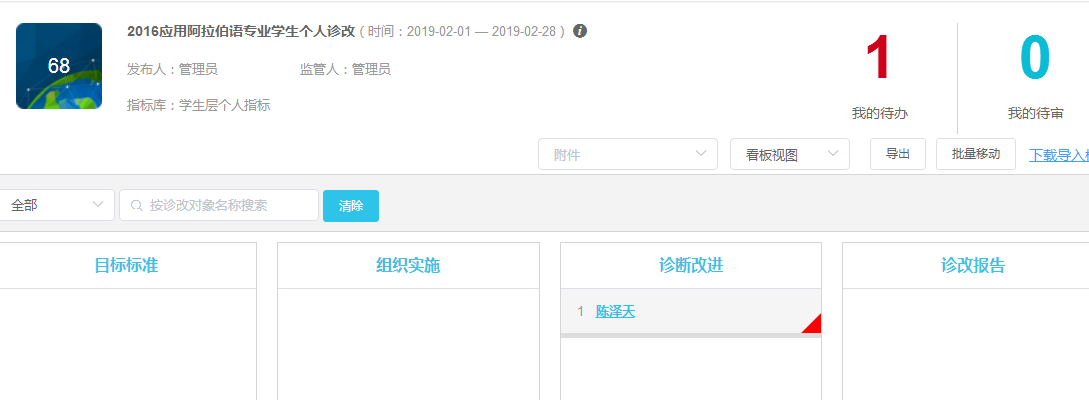 68
2016应用阿拉伯语专业学生个人诊改 ( 时间：2019-02-01 — 2019-02-28 )
发布人：管理员 监管人：管理员
指标库：学生层个人指标
1 0
我的待办 我的待审
附件 看板视图 导出 批量移动 下载导入
全部 按诊改对象名称搜索 清除
目标标准 组织实施 诊断改进 诊改报告
1 陈泽天